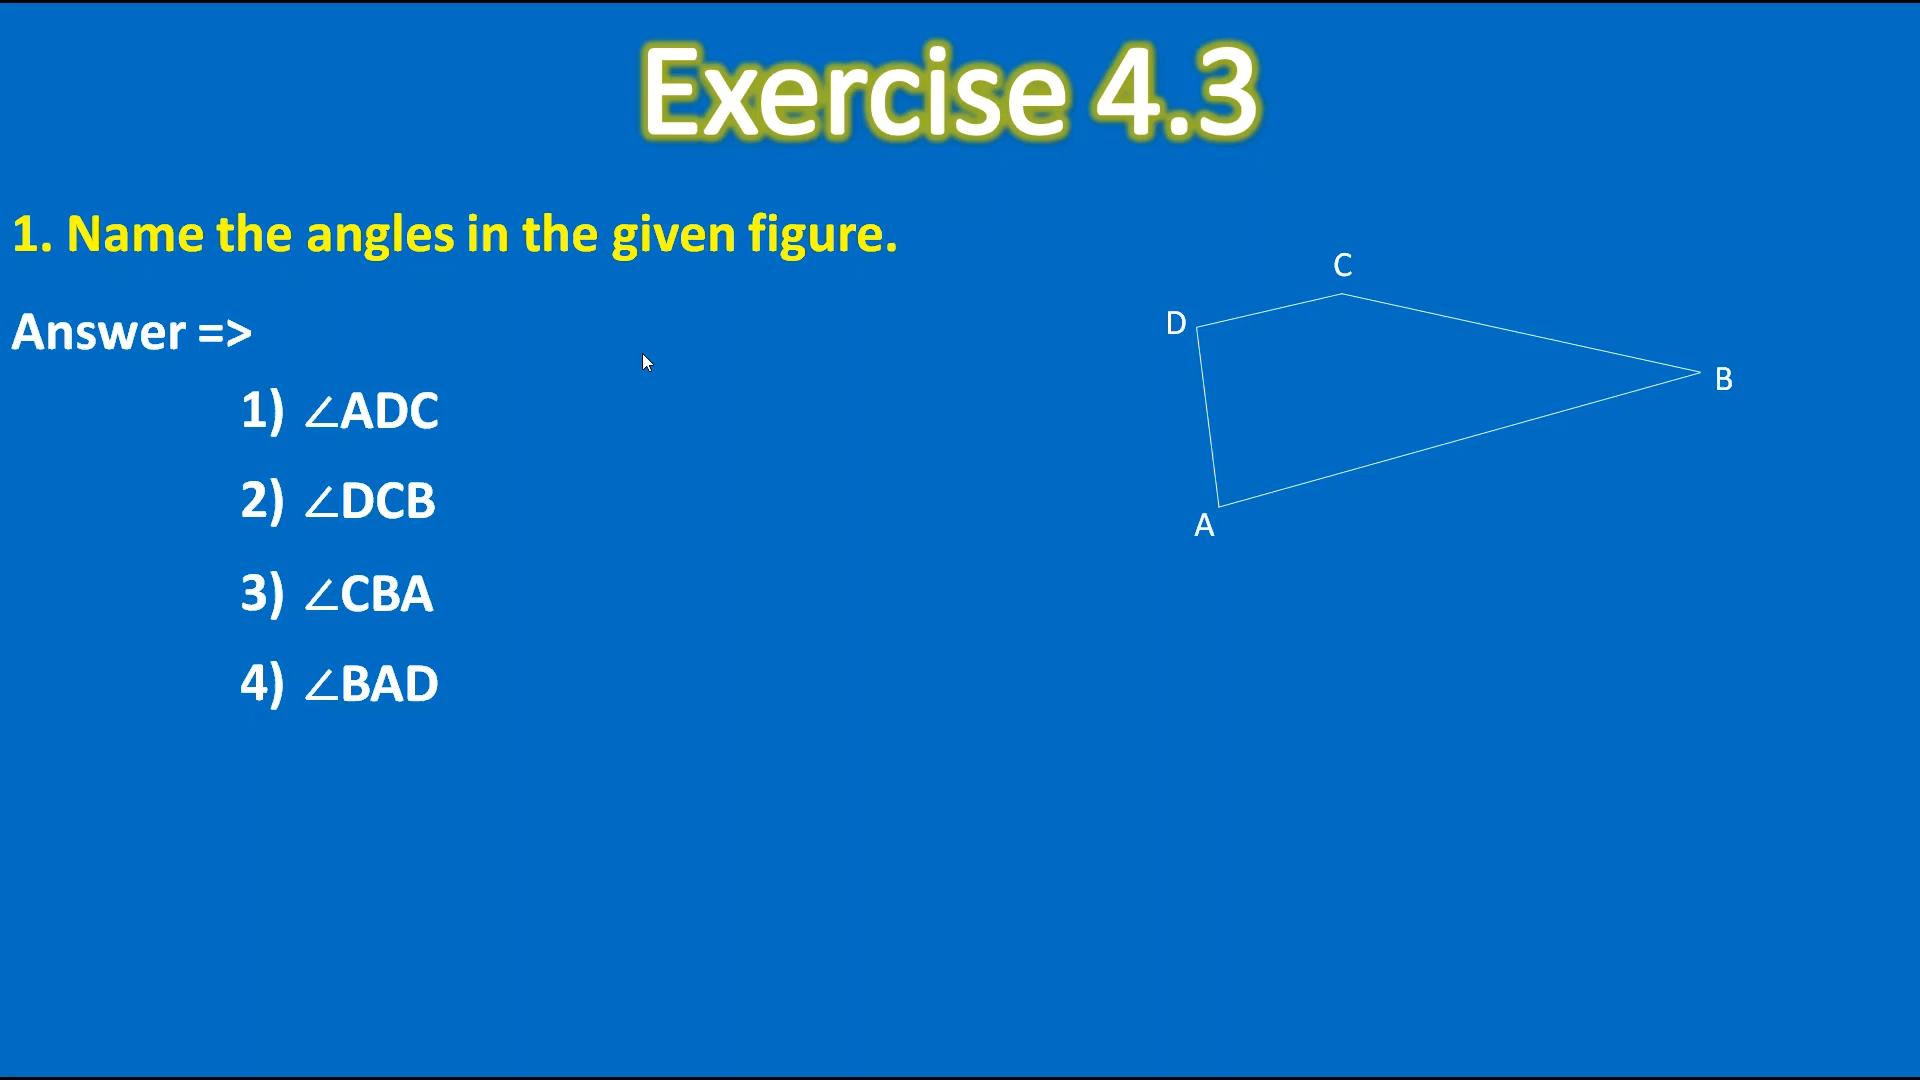 Exercise 4.3
1. Name the angles in the given figure.
Answer =>
1) ∠ADC
2) ∠DCB
3) ∠CBA
4) ∠BAD
C
D
B
A